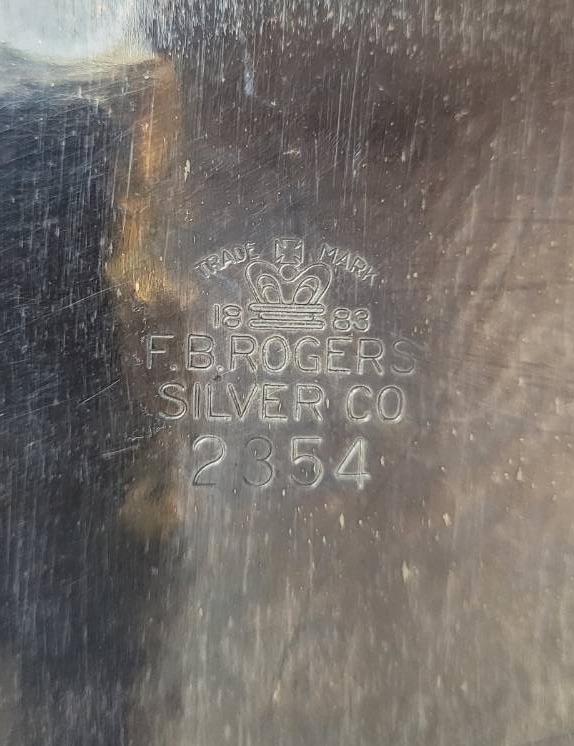 TRADE MARK
18 83
F.B.ROGERS
SILVER CO
2354